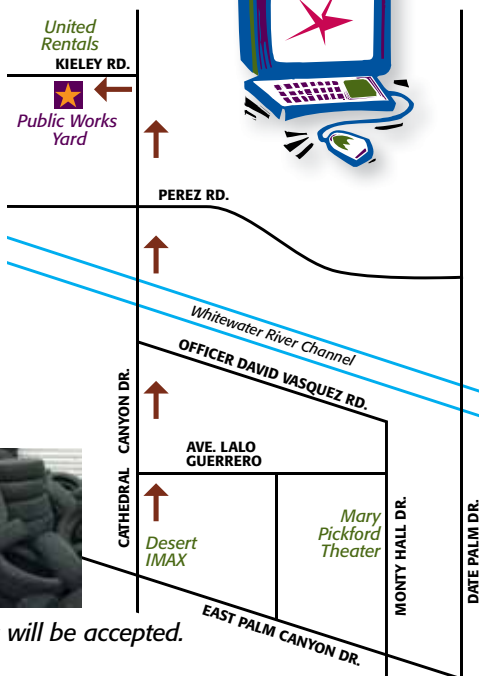 United
Rentals
KIELEY RD.
Public Works
Yard
PEREZ RD.
Whitewater River Channel
OFFICER DAVID VASQUEZ RD.
CATHEDRAL CANYON DR.
AVE. LALO
GUERRERO
Desert
IMAX
Mary
Pickford
Theater
MONTY HALL DR.
DATE PALM DR.
EAST PALM CANYON DR.
will be accepted.